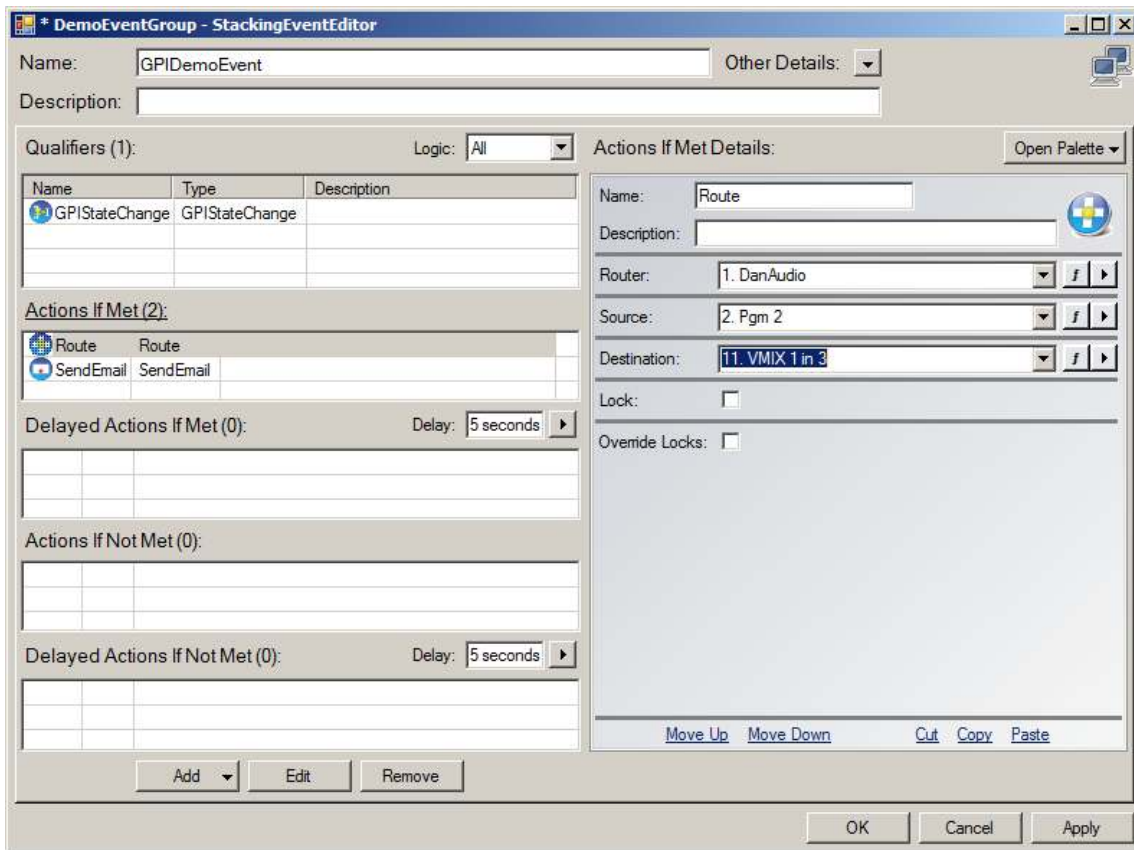 * DemoEventGroup - StackingEventEditor
Name: GPIDemoEvent Other Details:
Description:
Qualifiers (1): Logic: All
Name Type Description
GPIStateChange GPIStateChange
Actions If Met (2):
Route Route
SendEmail SendEmail
Delayed Actions If Met (0): Delay: 5 seconds
Actions If Not Met (0):
Delayed Actions If Not Met (0): Delay: 5 seconds
Add Edit Remove
Actions If Met Details: Open Palette
Name: Route
Description:
Router: 1. DanAudio f
Source: 2. Pgm 2 f
Destination: 11. VMIX 1 in 3 f
Lock:
Override Locks:
Move Up Move Down Cut Copy Paste
OK Cancel Apply